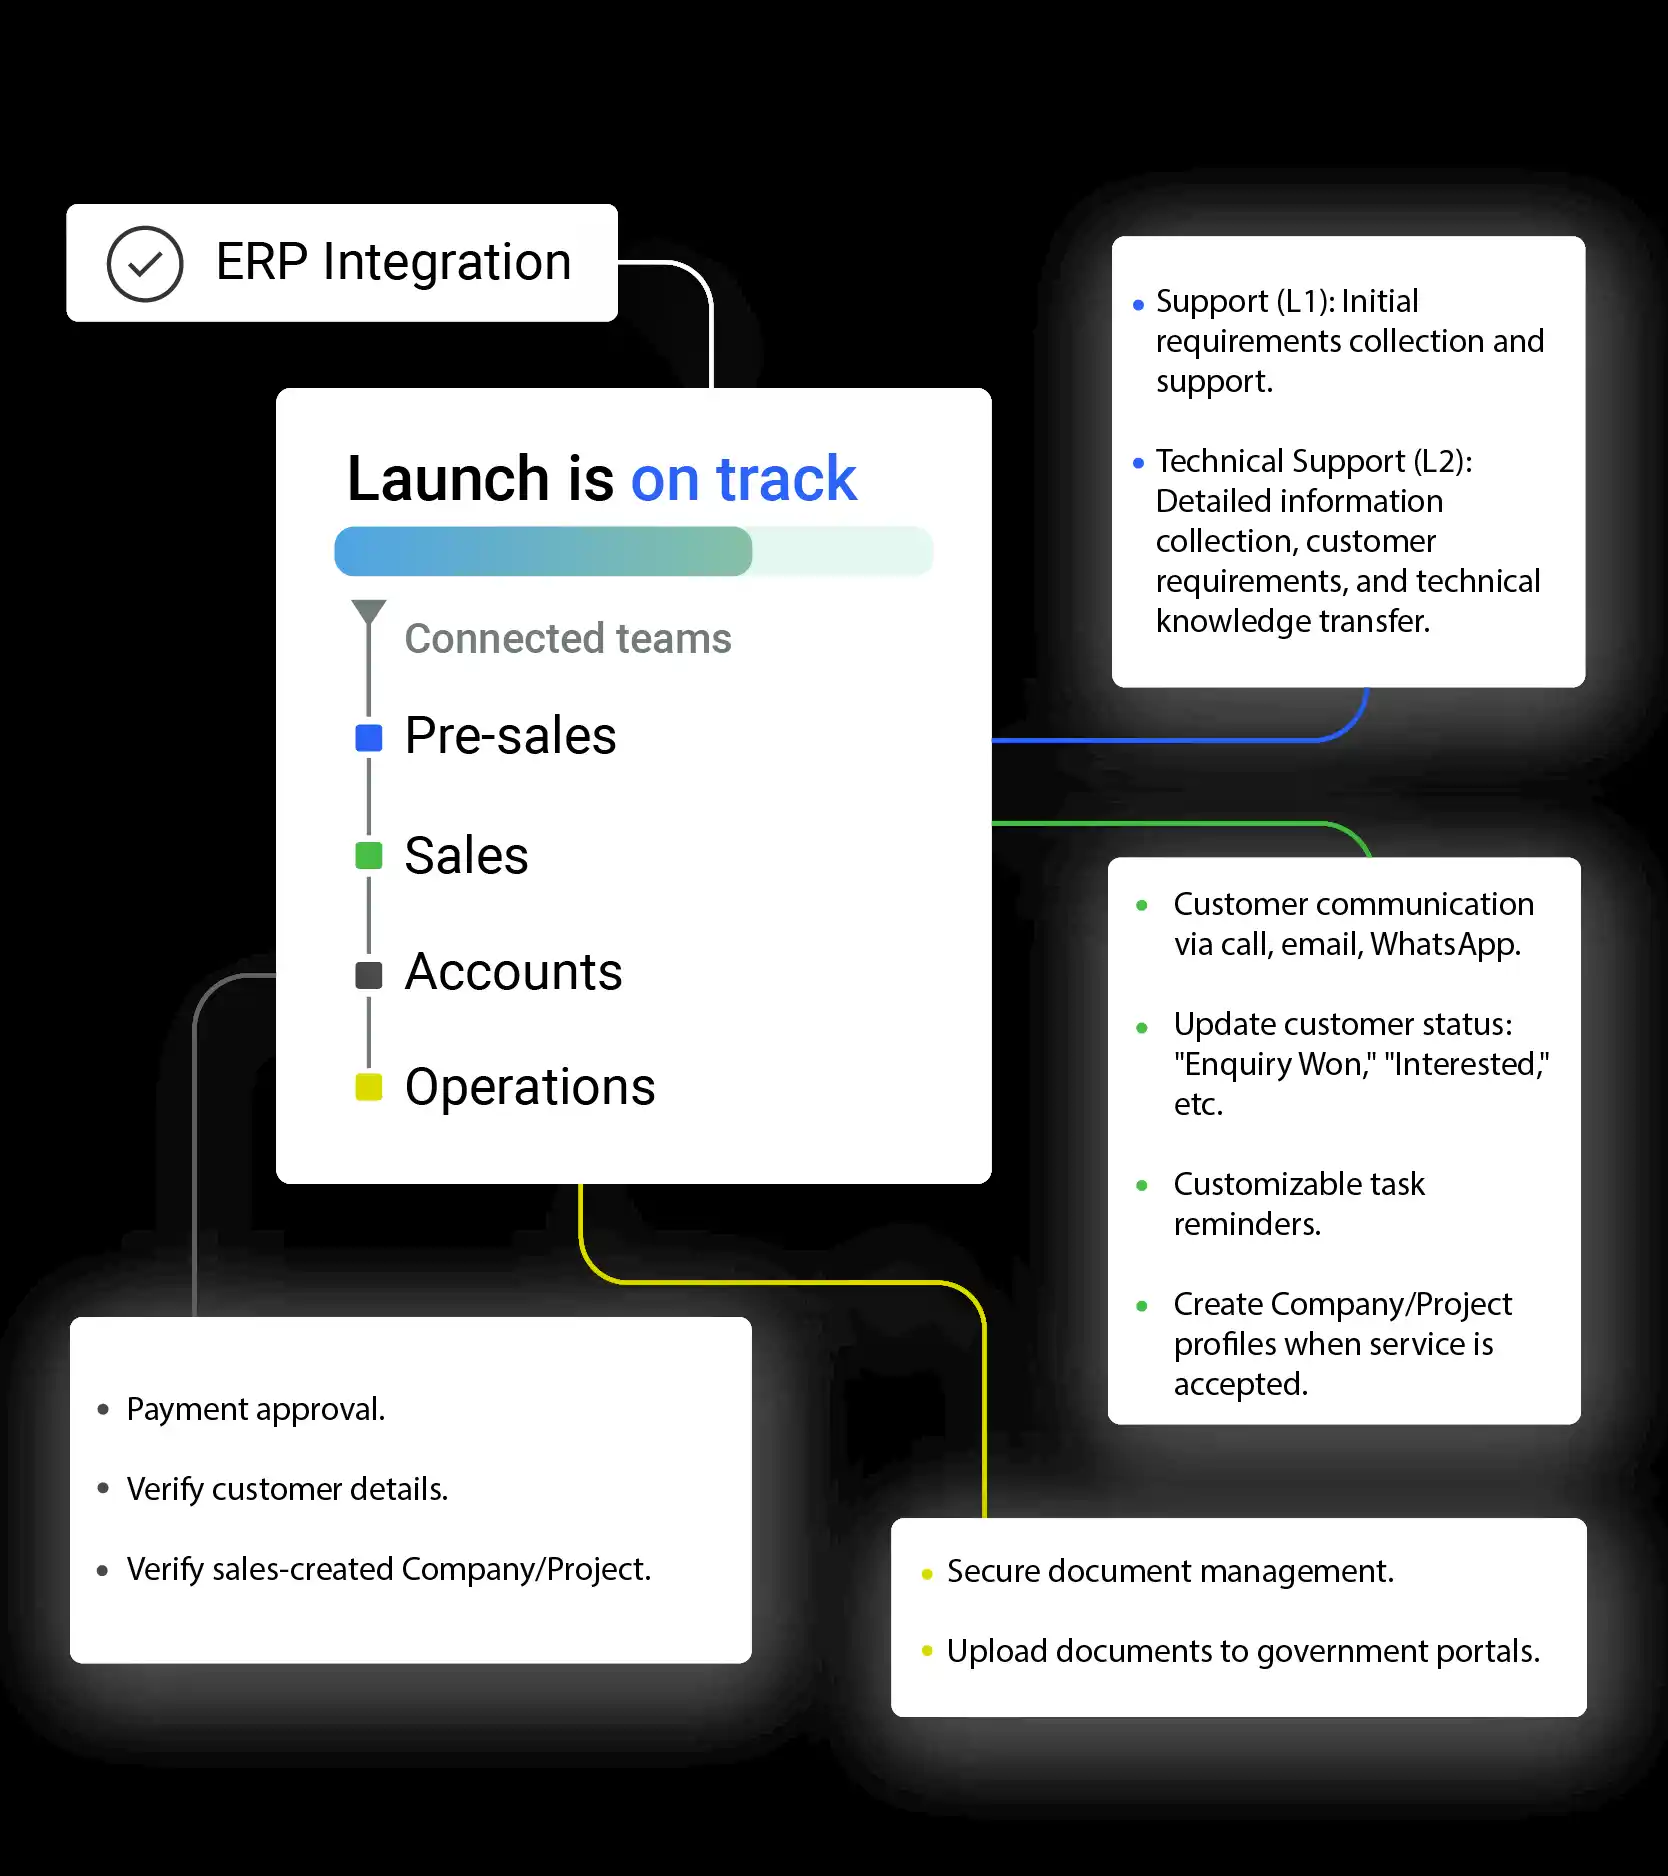 ERP Integration
Launch is on track
Connected teams
Pre-sales
Sales
Accounts
Operations
Support (L1): Initial
requirements collection and
support.
Technical Support (L2):
Detailed information
collection, customer
requirements, and technical
knowledge transfer.
Customer communication
via call, email, WhatsApp.
Update customer status:
"Enquiry Won," "Interested,"
etc.
Customizable task
reminders.
Create Company/Project
profiles when service is
accepted.
Payment approval.
Verify customer details.
Verify sales-created Company/Project.
Secure document management.
Upload documents to government portals.